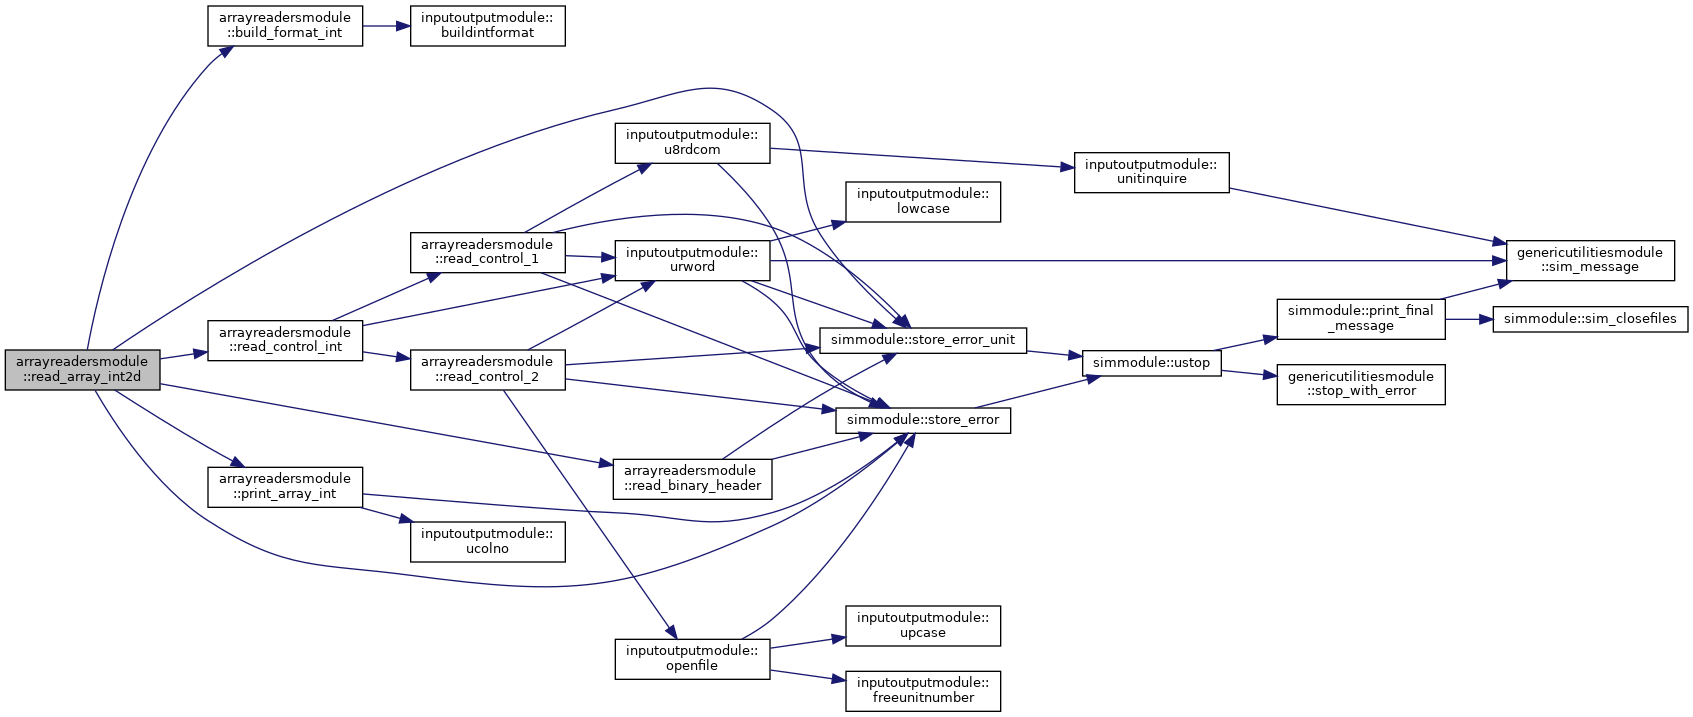 arrayreadersmodule
::build_format_int
inputoutputmodule::
buildintformat
inputoutputmodule::
u8rdcom
inputoutputmodule::
unitinquire
inputoutputmodule::
lowcase
arrayreadersmodule
::read_control_1
inputoutputmodule::
urword
genericutilitiesmodule
::sim_message
simmodule::print_final
_message
simmodule::sim_closefiles
arrayreadersmodule
::read_control_int
simmodule::store_error_unit
arrayreadersmodule
::read_array_int2d
arrayreadersmodule
::read_control_2
simmodule::ustop
genericutilitiesmodule
::stop_with_error
simmodule::store_error
arrayreadersmodule
::read_binary_header
arrayreadersmodule
::print_array_int
inputoutputmodule::
ucolno
inputoutputmodule::
upcase
inputoutputmodule::
openfile
inputoutputmodule::
freeunitnumber